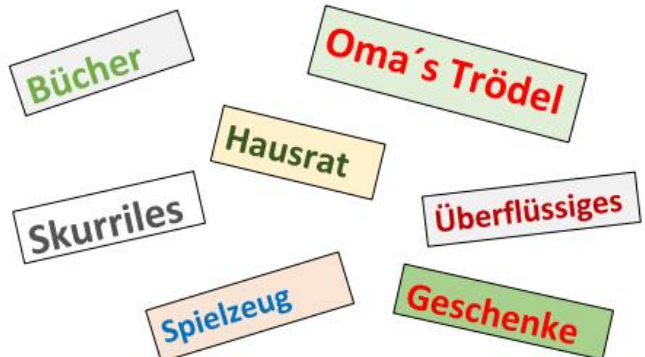 Bücher
Oma´s Trödel
Hausrat
Skurriles
Überflüssiges
Spielzeug
Geschenke